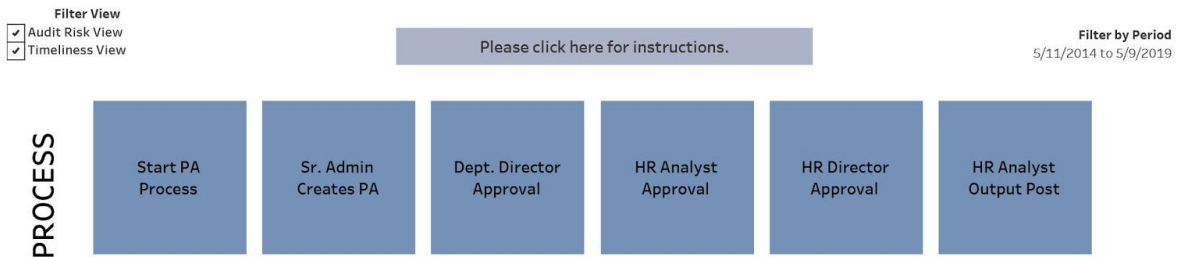 Filter View
Audit Risk View
Timeliness View
Please click here for instructions.
Filter by Period
5/11/2014 to 5/9/2019
PROCESS
Start PA
Process
Sr. Admin
Creates PA
Dept. Director
Approval
HR Analyst
Approval
HR Director
Approval
HR Analyst
Output Post